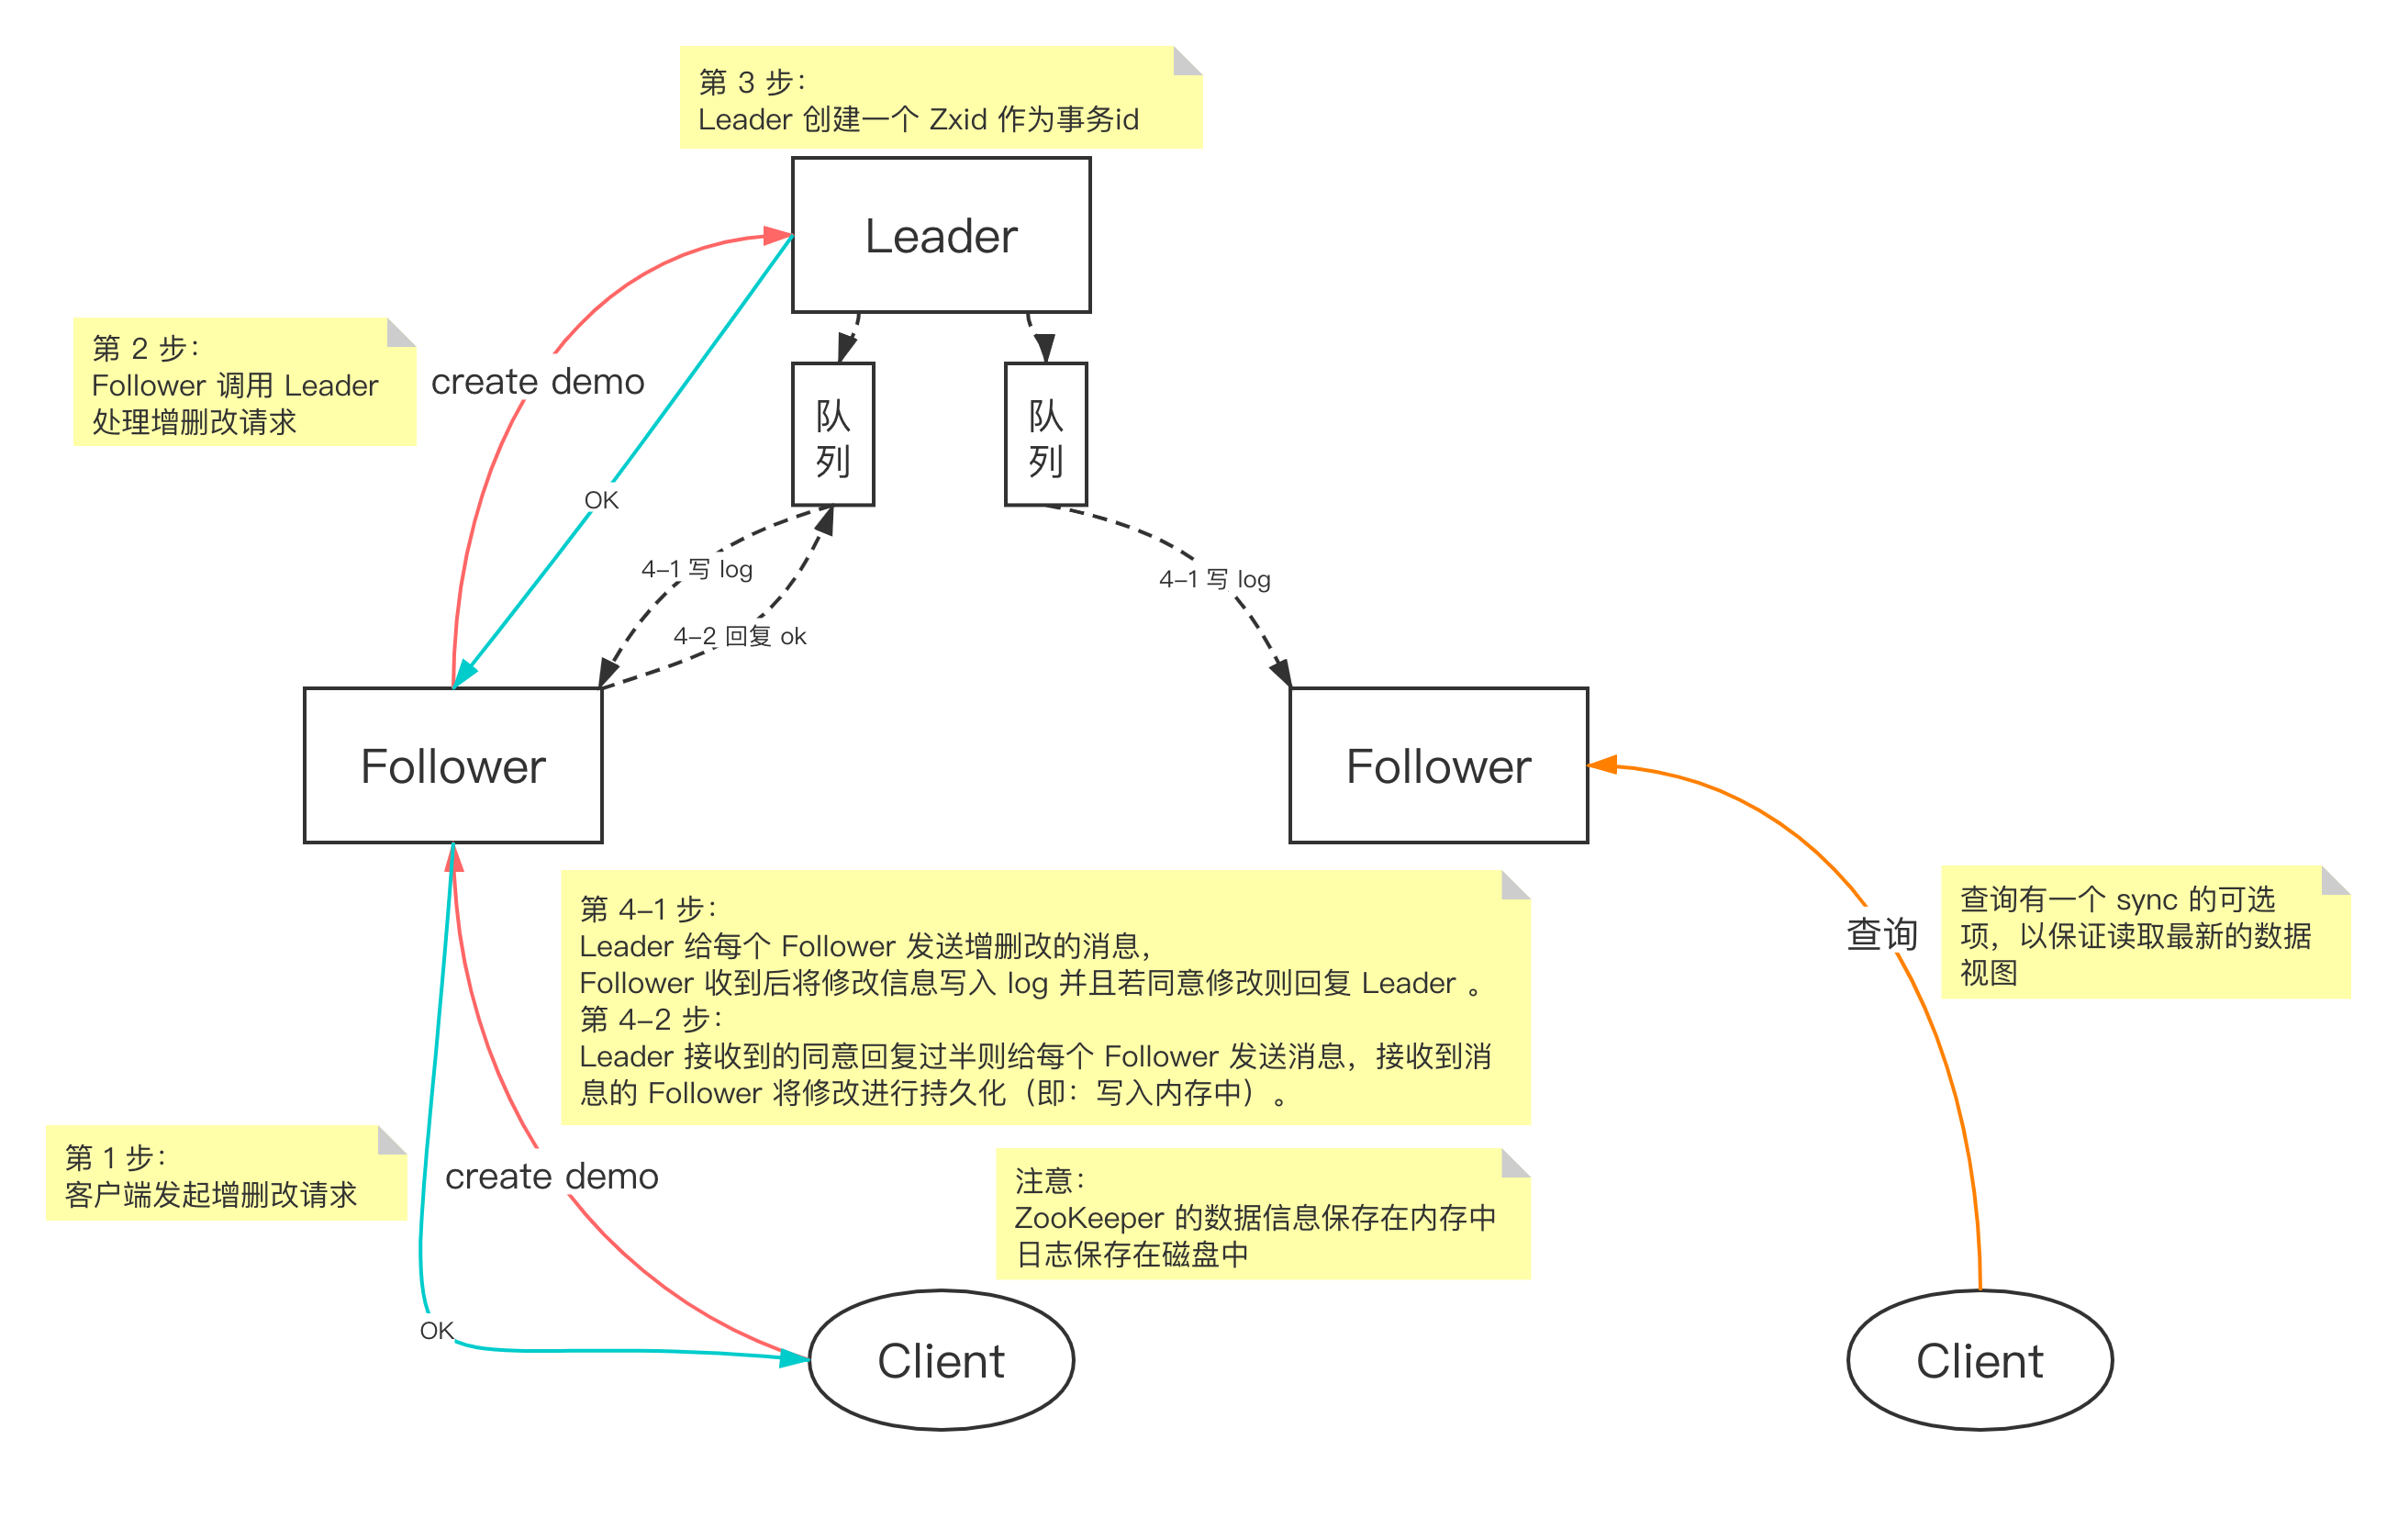 第 3 步：
Leader 创建一个 Zxid 作为事务id
Leader
第 2 步：
Follower 调用 Leader
处理增删改请求
create demo
队
列
队
列
OK
4-1 写 log
4-1 写 log
4-2 回复 ok
Follower
Follower
第 4-1 步：
Leader 给每个 Follower 发送增删改的消息，
Follower 收到后将修改信息写入 log 并且若同意修改则回复 Leader 。
第 4-2 步：
Leader 接收到的同意回复过半则给每个 Follower 发送消息，接收到消
息的 Follower 将修改进行持久化（即：写入内存中）。
查询
查询有一个 sync 的可选
项，以保证读取最新的数据
视图
第 1 步：
客户端发起增删改请求
create demo
注意：
ZooKeeper 的数据信息保存在内存中
日志保存在磁盘中
OK
Client
Client